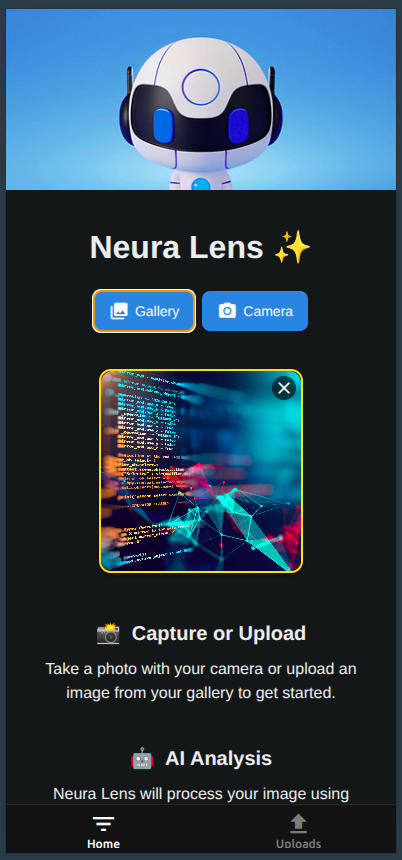 Neura Lens ✨
Gallery
Camera
📸 Capture or Upload
Take a photo with your camera or upload an
image from your gallery to get started.
🤖 AI Analysis
Neura Lens will process your image using
Home
Uploads